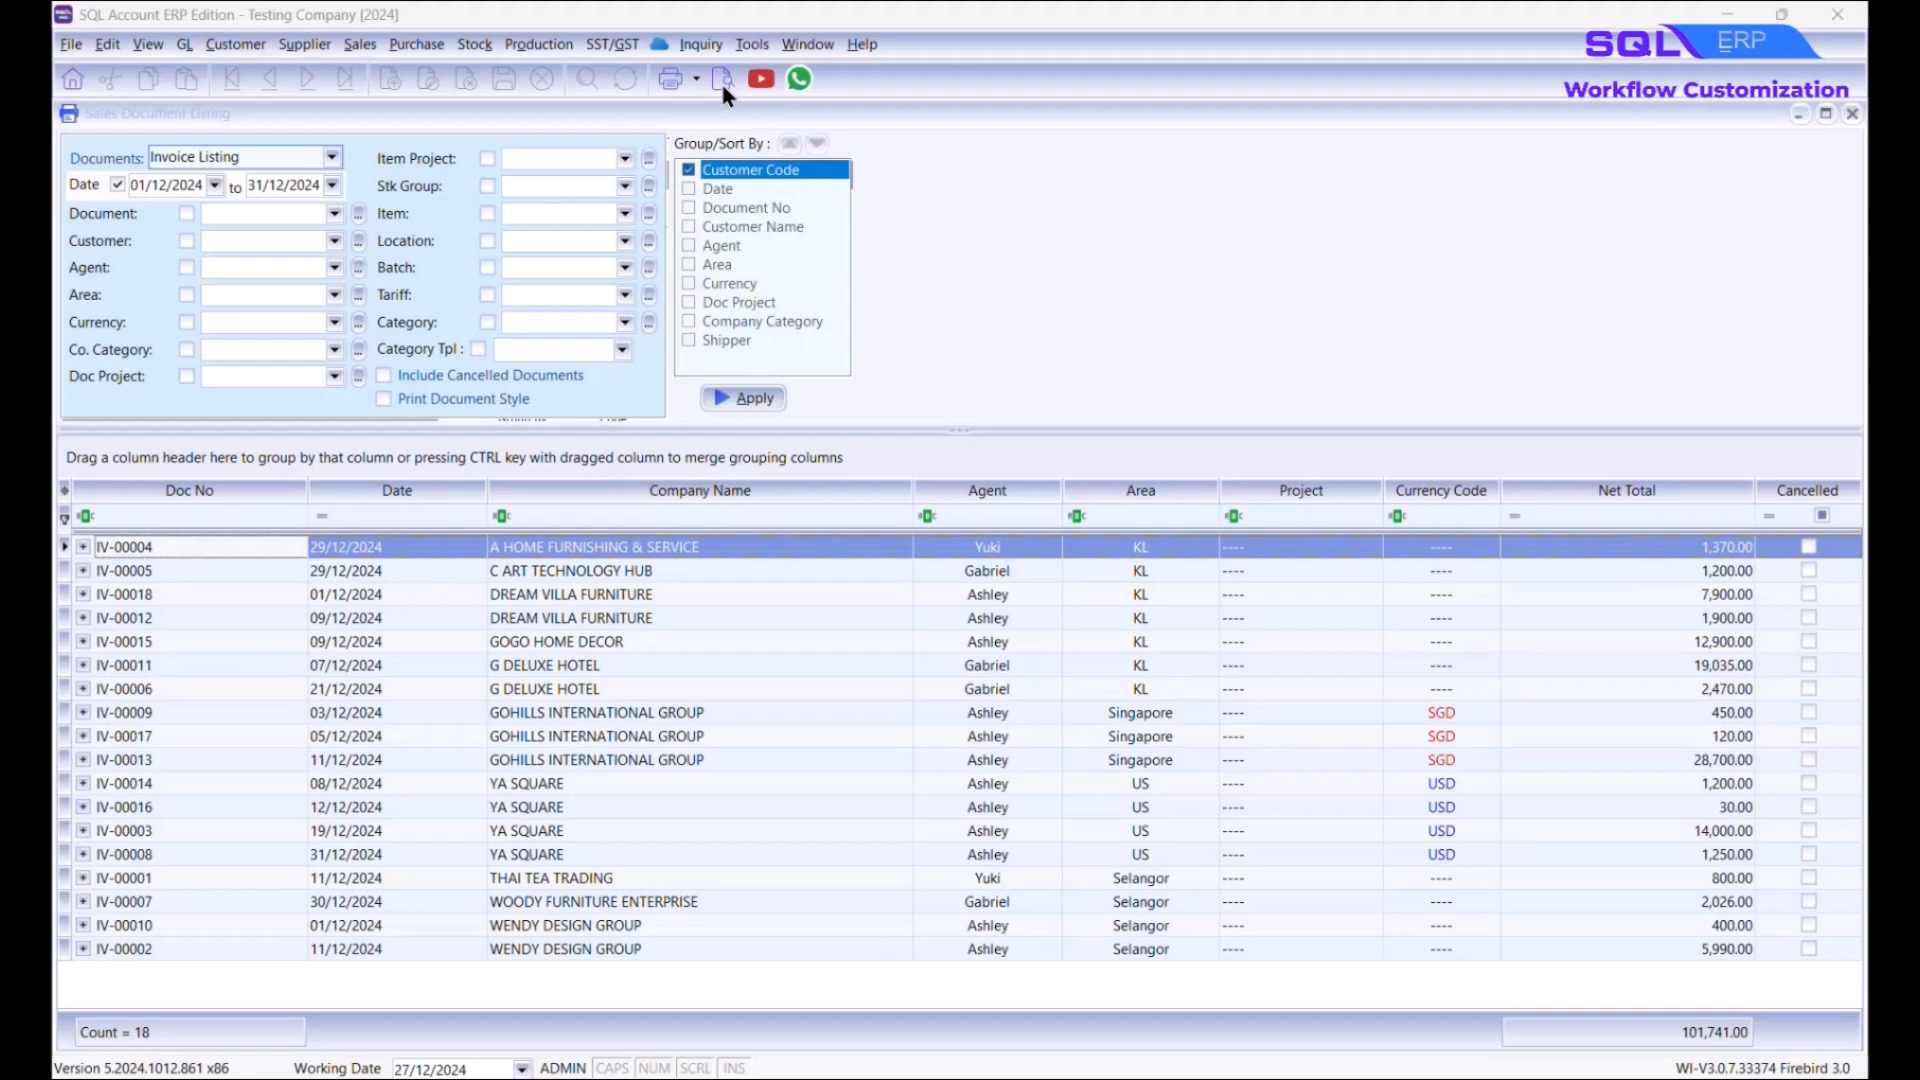 SQL Account ERP Edition - Testing Company [2024]
File Edit View GL Customer Supplier Sales Purchase Stock Production SST/GST Inquiry Tools Window Help
SQL ERP
Workflow Customization
Sales Document Listing
Documents: Invoice Listing
Date 01/12/2024 to 31/12/2024
Document:
Customer:
Agent:
Area:
Currency:
Co. Category:
Doc Project:
Item Project:
Stk Group:
Item:
Location:
Batch:
Tariff:
Category:
Category Tpl :
Include Cancelled Documents
Print Document Style
Group/Sort By :
Customer Code
Date
Document No
Customer Name
Agent
Area
Currency
Doc Project
Company Category
Shipper
Apply
Drag a column header here to group by that column or pressing CTRL key with dragged column to merge grouping columns
Doc No Date Company Name Agent Area Project Currency Code Net Total Cancelled
IV-00004 29/12/2024 A HOME FURNISHING & SERVICE Yuki KL ---- ---- 1,370.00
IV-00005 29/12/2024 C ART TECHNOLOGY HUB Gabriel KL ---- ---- 1,200.00
IV-00018 01/12/2024 DREAM VILLA FURNITURE Ashley KL ---- ---- 7,900.00
IV-00012 09/12/2024 DREAM VILLA FURNITURE Ashley KL ---- ---- 1,900.00
IV-00015 09/12/2024 GOGO HOME DECOR Ashley KL ---- ---- 12,900.00
IV-00011 07/12/2024 G DELUXE HOTEL Gabriel KL ---- ---- 19,035.00
IV-00006 21/12/2024 G DELUXE HOTEL Gabriel KL ---- ---- 2,470.00
IV-00009 03/12/2024 GOHILLS INTERNATIONAL GROUP Ashley Singapore ---- SGD 450.00
IV-00017 05/12/2024 GOHILLS INTERNATIONAL GROUP Ashley Singapore ---- SGD 120.00
IV-00013 11/12/2024 GOHILLS INTERNATIONAL GROUP Ashley Singapore ---- SGD 28,700.00
IV-00014 08/12/2024 YA SQUARE Ashley US ---- USD 1,200.00
IV-00016 12/12/2024 YA SQUARE Ashley US ---- USD 30.00
IV-00003 19/12/2024 YA SQUARE Ashley US ---- USD 14,000.00
IV-00008 31/12/2024 YA SQUARE Ashley US ---- USD 1,250.00
IV-00001 11/12/2024 THAI TEA TRADING Yuki Selangor ---- ---- 800.00
IV-00007 30/12/2024 WOODY FURNITURE ENTERPRISE Gabriel Selangor ---- ---- 2,026.00
IV-00010 01/12/2024 WENDY DESIGN GROUP Ashley Selangor ---- ---- 400.00
IV-00002 11/12/2024 WENDY DESIGN GROUP Ashley Selangor ---- ---- 5,990.00
Count = 18 101,741.00
Version 5.2024.1012.861 x86 Working Date 27/12/2024 ADMIN CAPS NUM SCRL INS WI-V3.0.7.33374 Firebird 3.0